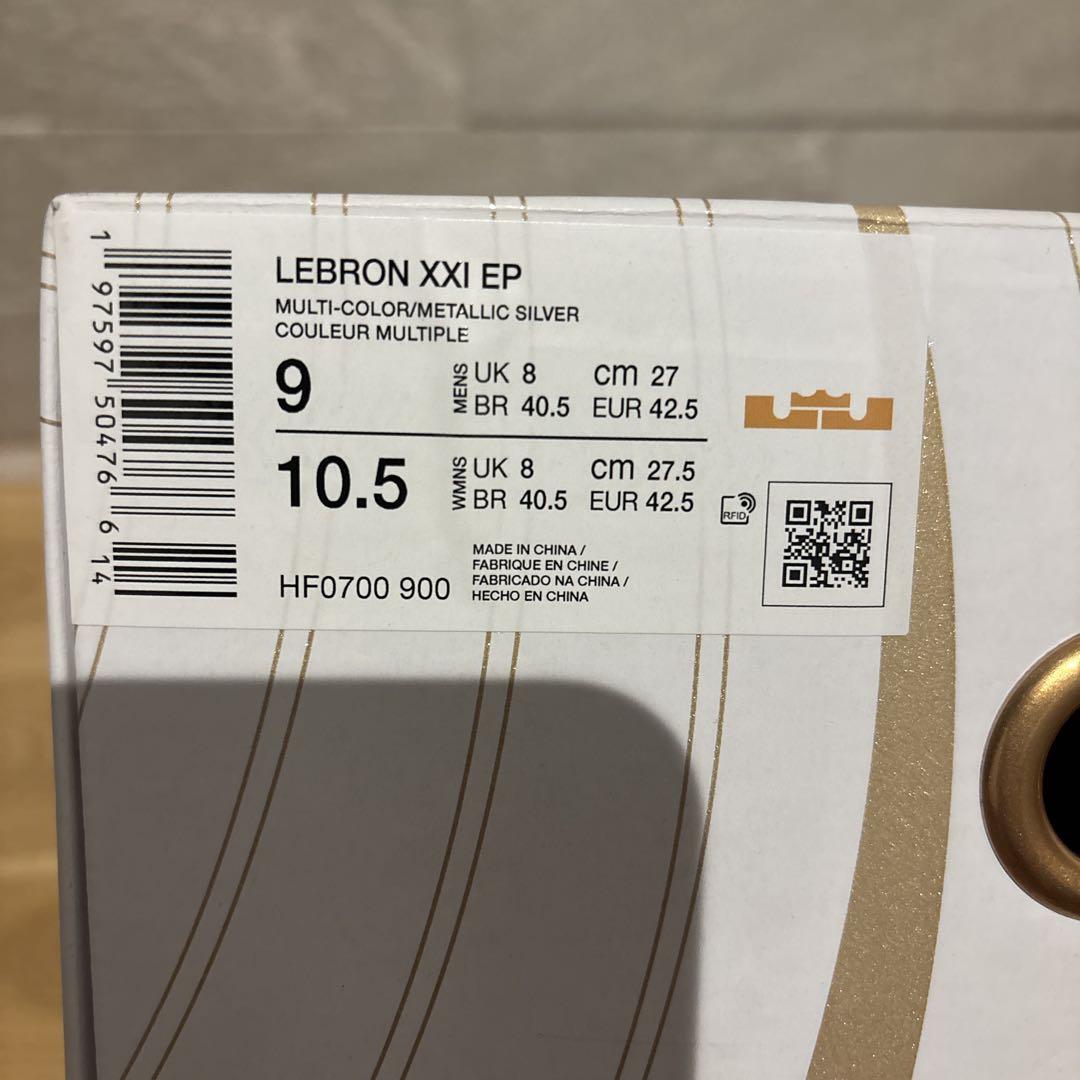 LEBRON XXI EP
MULTI-COLOR/METALLIC SILVER
COULEUR MULTIPLE
9
MENS
UK 8 cm 27
BR 40.5 EUR 42.5
10.5
WMNS
UK 8 cm 27.5
BR 40.5 EUR 42.5
RFID
HF0700 900
MADE IN CHINA /
FABRIQUE EN CHINE /
FABRICADO NA CHINA /
HECHO EN CHINA
1 97597 50476 6 14